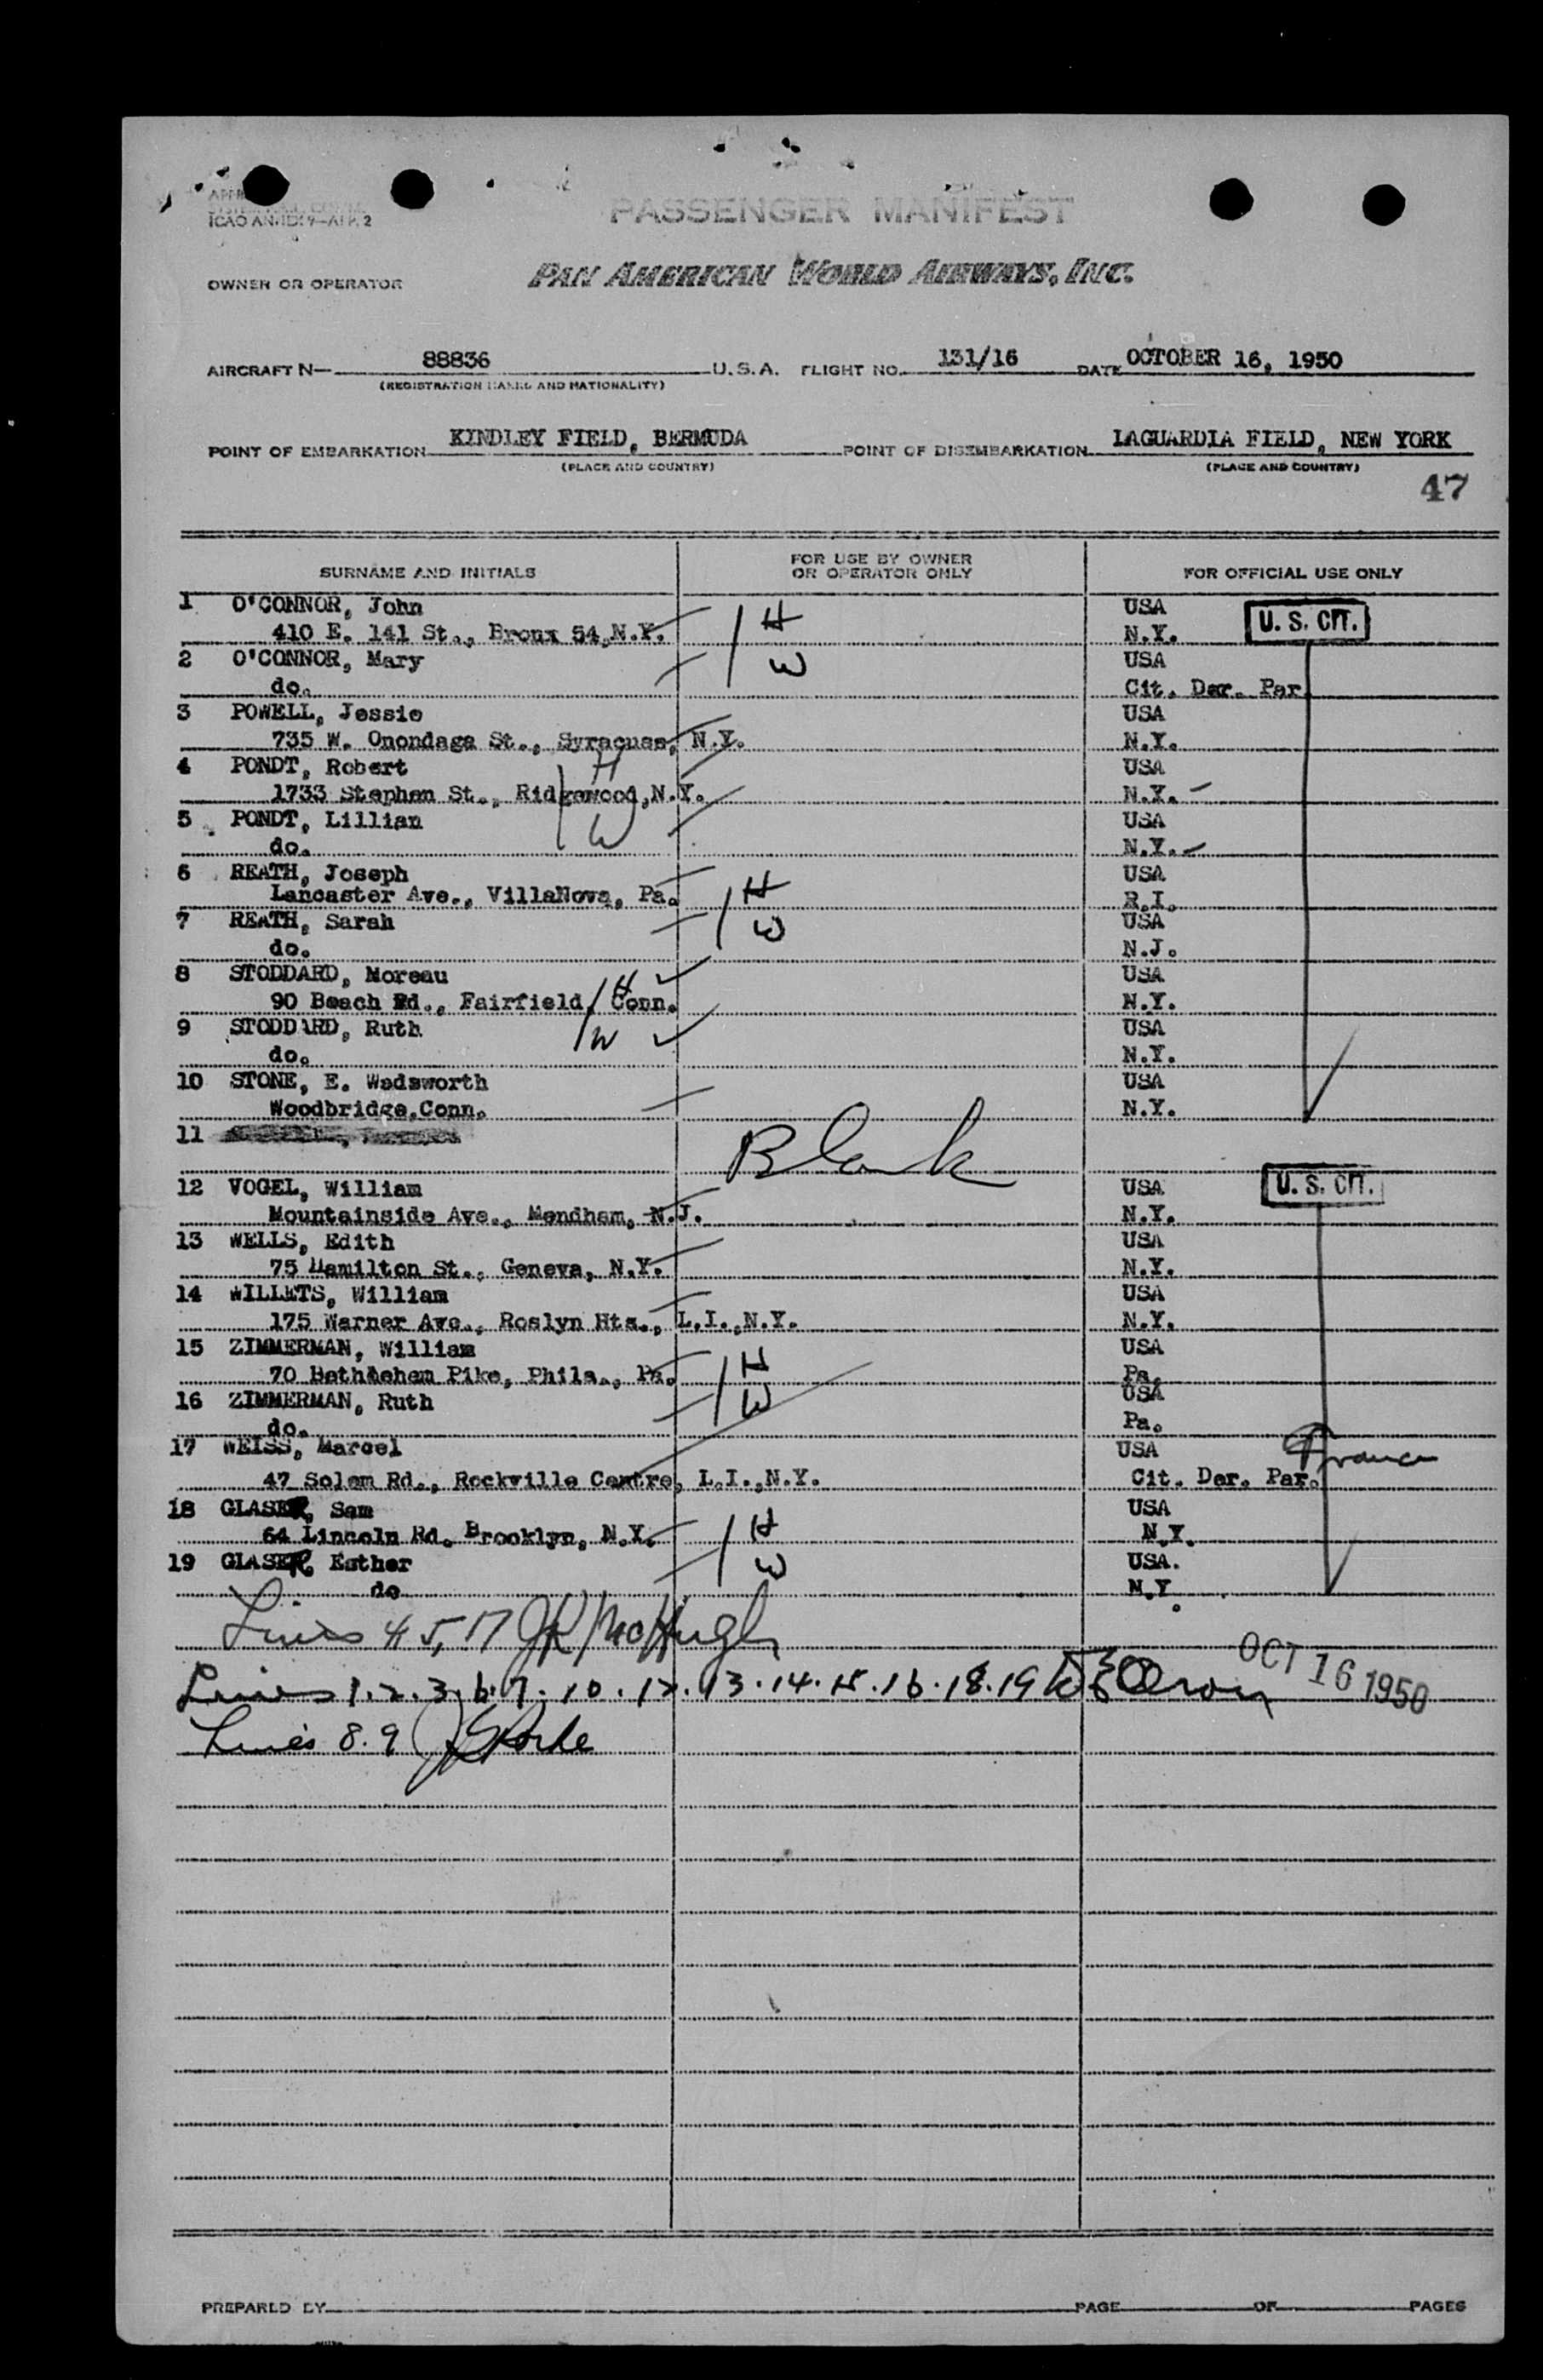 ICAO ANNEX 9—APP. 2
PASSENGER MANIFEST
OWNER OR OPERATOR PAN AMERICAN WORLD AIRWAYS, INC.
AIRCRAFT N— 88836 U.S.A. FLIGHT NO. 131/16 DATE OCTOBER 16, 1950
(REGISTRATION MARKS AND NATIONALITY)
POINT OF EMBARKATION KINDLEY FIELD, BERMUDA POINT OF DISEMBARKATION LAGUARDIA FIELD, NEW YORK
(PLACE AND COUNTRY) (PLACE AND COUNTRY)
47
SURNAME AND INITIALS FOR USE BY OWNER OR OPERATOR ONLY FOR OFFICIAL USE ONLY
1 O'CONNOR, John H USA U. S. CIT.
410 E. 141 St., Bronx 54, N.Y. N.Y.
2 O'CONNOR, Mary W USA
do. Cit. Der. Par.
3 POWELL, Jessie USA
735 W. Onondaga St., Syracuse, N.Y. N.Y.
4 PONDT, Robert H USA
1733 Stephen St., Ridgewood, N.Y. N.Y.
5 PONDT, Lillian W USA
do. N.Y.
6 REATH, Joseph H USA
Lancaster Ave., VillaNova, Pa. R.I.
7 REATH, Sarah W USA
do. N.J.
8 STODDARD, Moreau H USA
90 Beach Rd., Fairfield, Conn. N.Y.
9 STODDARD, Ruth W USA
do. N.Y.
10 STONE, E. Wadsworth USA
Woodbridge, Conn. N.Y.
11 Blank
12 VOGEL, William USA U. S. CIT.
Mountainside Ave., Mendham, N.J. N.Y.
13 WELLS, Edith USA
75 Hamilton St., Geneva, N.Y. N.Y.
14 WILLETS, William USA
175 Warner Ave., Roslyn Hts., L.I., N.Y. N.Y.
15 ZIMMERMAN, William H USA
70 Bethlehem Pike, Phila., Pa. Pa.
16 ZIMMERMAN, Ruth W USA
do. Pa.
17 WEISS, Marcel USA France
47 Solem Rd., Rockville Centre, L.I., N.Y. Cit. Der. Par.
18 GLASER, Sam H USA
64 Lincoln Rd. Brooklyn, N.Y. N.Y.
19 GLASER, Esther W USA.
do N.Y.
Lines 4 5, 17 McHugh
Lines 1.2.3.6.7.10.12.13.14.15.16.18.19 OCT 16 1950
Lines 8.9
PREPARED BY PAGE OF PAGES